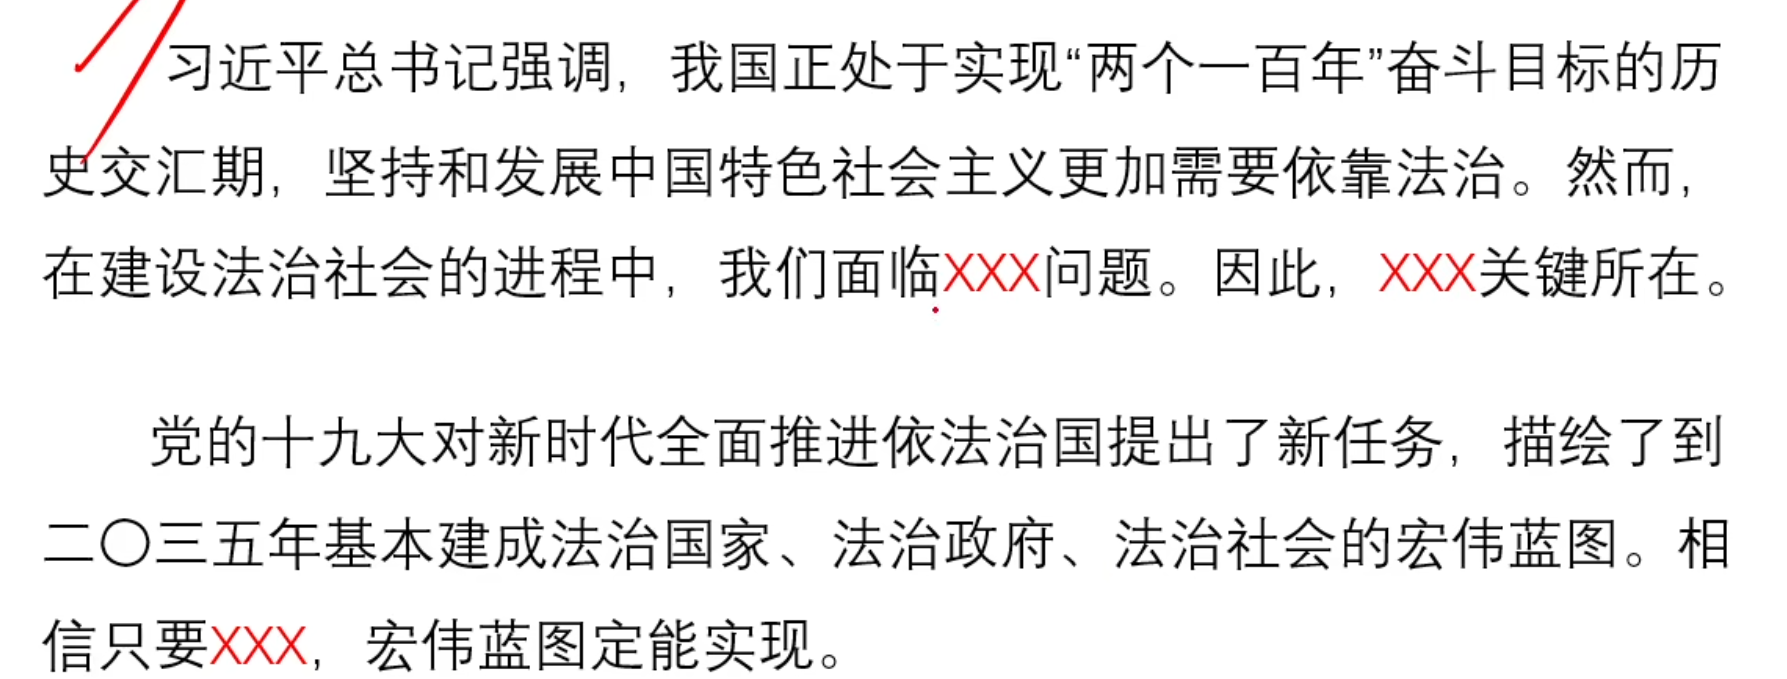 习近平总书记强调，我国正处于实现“两个一百年”奋斗目标的历
史交汇期，坚持和发展中国特色社会主义更加需要依靠法治。然而，
在建设法治社会的进程中，我们面临XXX问题。因此，XXX关键所在。
党的十九大对新时代全面推进依法治国提出了新任务，描绘了到
二〇三五年基本建成法治国家、法治政府、法治社会的宏伟蓝图。相
信只要XXX，宏伟蓝图定能实现。